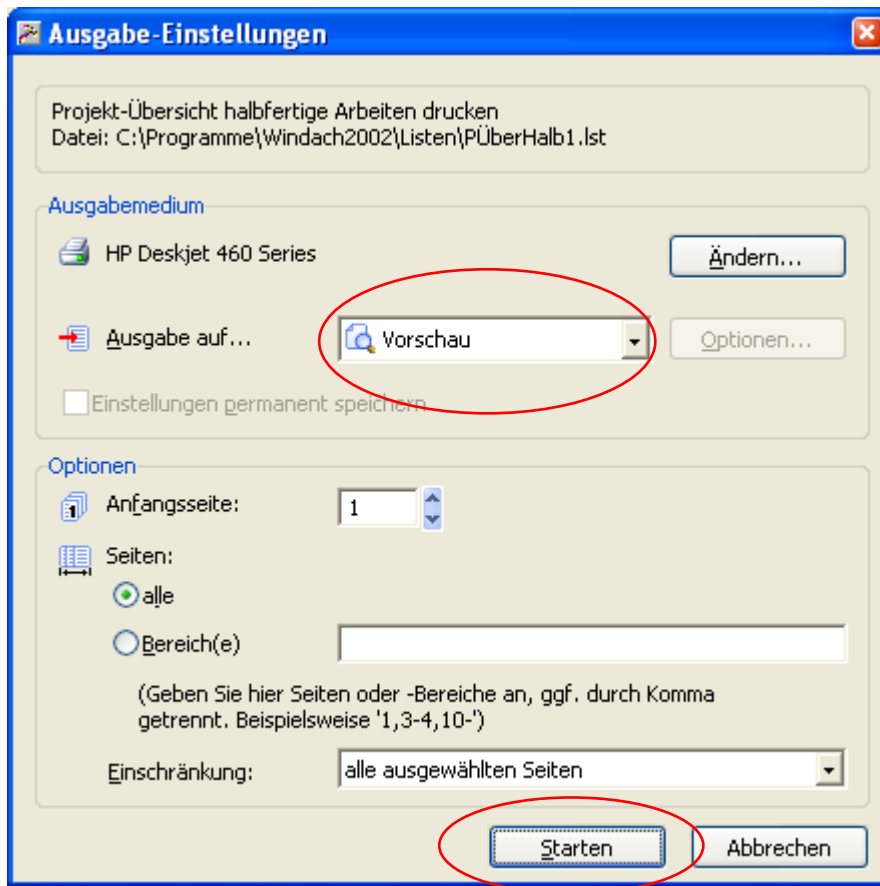 Ausgabe-Einstellungen
Projekt-Übersicht halbfertige Arbeiten drucken
Datei: C:\Programme\Windach2002\Listen\PÜberHalb1.lst
Ausgabemedium
HP Deskjet 460 Series
Ändern...
Ausgabe auf...
Vorschau
Optionen...
Einstellungen permanent speichern
Optionen
Anfangsseite:
1
Seiten:
alle
Bereich(e)
(Geben Sie hier Seiten oder -Bereiche an, ggf. durch Komma
getrennt. Beispielsweise '1,3-4,10-')
Einschränkung:
alle ausgewählten Seiten
Starten
Abbrechen